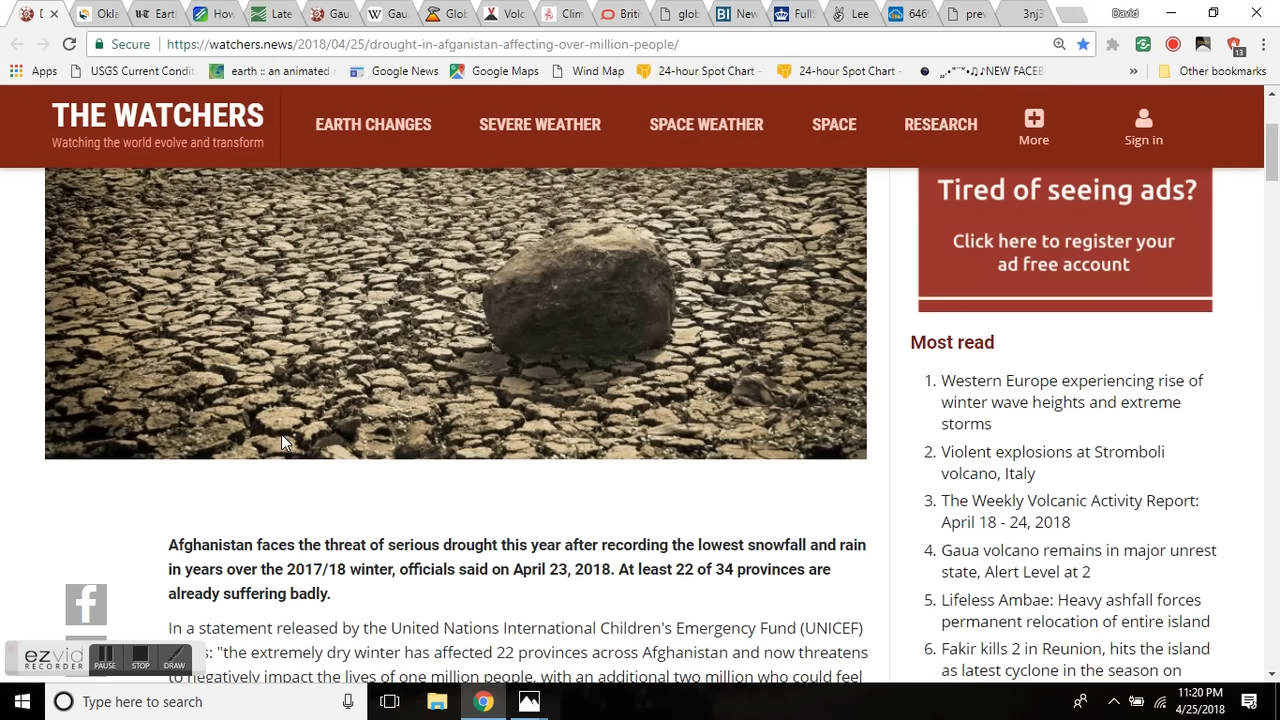 Okla
Eart
How
Late
Gau
Gau
Glob
Volc
Clim
Briti
glob
New
Full
Lee
646
prev
3nj3
David
Secure
https://watchers.news/2018/04/25/drought-in-afganistan-affecting-over-million-people/
13
Apps
USGS Current Condi
earth :: an animated
Google News
Google Maps
Wind Map
24-hour Spot Chart -
24-hour Spot Chart -
NEW FACEB
»
Other bookmarks
THE WATCHERS
Watching the world evolve and transform
EARTH CHANGES
SEVERE WEATHER
SPACE WEATHER
SPACE
RESEARCH
More
Sign in
Tired of seeing ads?
Click here to register your
ad free account
Most read
1. Western Europe experiencing rise of
winter wave heights and extreme
storms
2. Violent explosions at Stromboli
volcano, Italy
3. The Weekly Volcanic Activity Report:
April 18 - 24, 2018
4. Gaua volcano remains in major unrest
state, Alert Level at 2
5. Lifeless Ambae: Heavy ashfall forces
permanent relocation of entire island
6. Fakir kills 2 in Reunion, hits the island
as latest cyclone in the season on
Afghanistan faces the threat of serious drought this year after recording the lowest snowfall and rain
in years over the 2017/18 winter, officials said on April 23, 2018. At least 22 of 34 provinces are
already suffering badly.
In a statement released by the United Nations International Children's Emergency Fund (UNICEF)
"the extremely dry winter has affected 22 provinces across Afghanistan and now threatens
to negatively impact the lives of one million people, with an additional two million who could feel
ezvid
RECORDER
PAUSE
STOP
DRAW
Type here to search
11:20 PM
4/25/2018